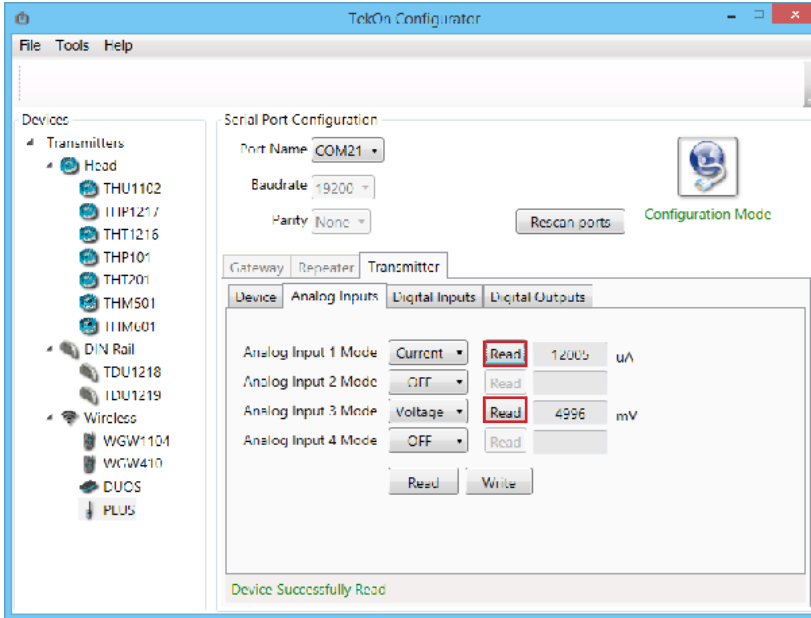 TekOn Configurator
File Tools Help
Devices
Transmitters
Head
THU1102
THP1217
THT1216
THP101
THT201
THM501
THM601
DIN Rail
TDU1218
TDU1219
Wireless
WGW1104
WGW410
DUOS
PLUS
Serial Port Configuration
Port Name COM21
Baudrate 19200
Parity None
Rescan ports
Configuration Mode
Gateway Repeater Transmitter
Device Analog Inputs Digital Inputs Digital Outputs
Analog Input 1 Mode Current Read 12005 uA
Analog Input 2 Mode OFF Read
Analog Input 3 Mode Voltage Read 4996 mV
Analog Input 4 Mode OFF Read
Read Write
Device Successfully Read